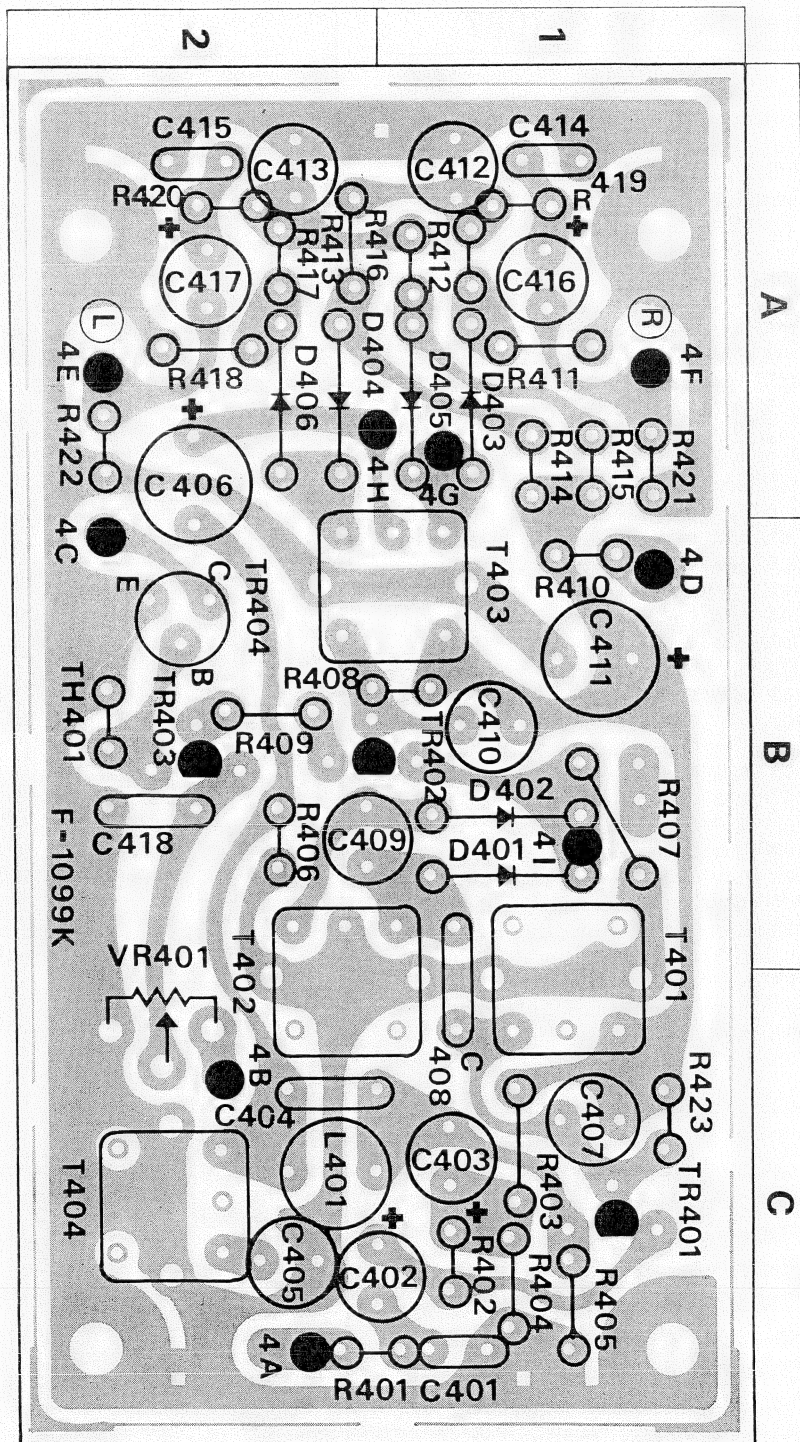 2 1
C415 C414
C413 C412
R420 R419
R413 R416 R412
R417
C417 C416
A
L R
4E R418 D406 D404 D405 D403 R411 4F
R422 C406 4H 4G R414 R415 R421
4C E C TR404 T403 R410 4D
C411
B
TH401 TR403 R409 R408 TR402 C410
B
D402 R407
C418 R406 C409 D401 4I
F-1099K
VR401 T402 T401
4B C408
C404 C407 R423
T404 L401 C403 R403 TR401
C
C405 C402 R402 R404 R405
4A
R401 C401